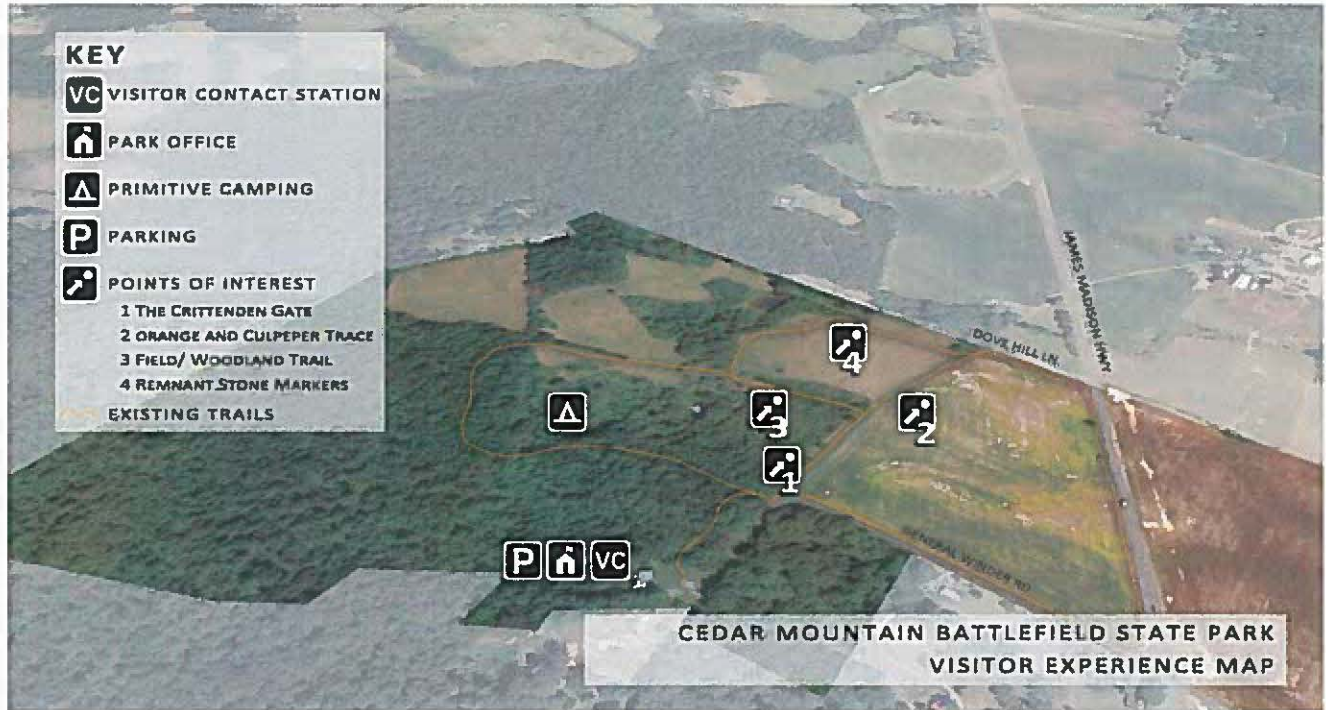 KEY
VC VISITOR CONTACT STATION
PARK OFFICE
PRIMITIVE CAMPING
P PARKING
POINTS OF INTEREST
1 THE CRITTENDEN GATE
2 ORANGE AND CULPEPER TRACE
3 FIELD/ WOODLAND TRAIL
4 REMNANT STONE MARKERS
EXISTING TRAILS
JAMES MADISON HWY
DOVE HILL LN.
4
3
2
1
P VC
GENERAL WINDER RD
CEDAR MOUNTAIN BATTLEFIELD STATE PARK
VISITOR EXPERIENCE MAP